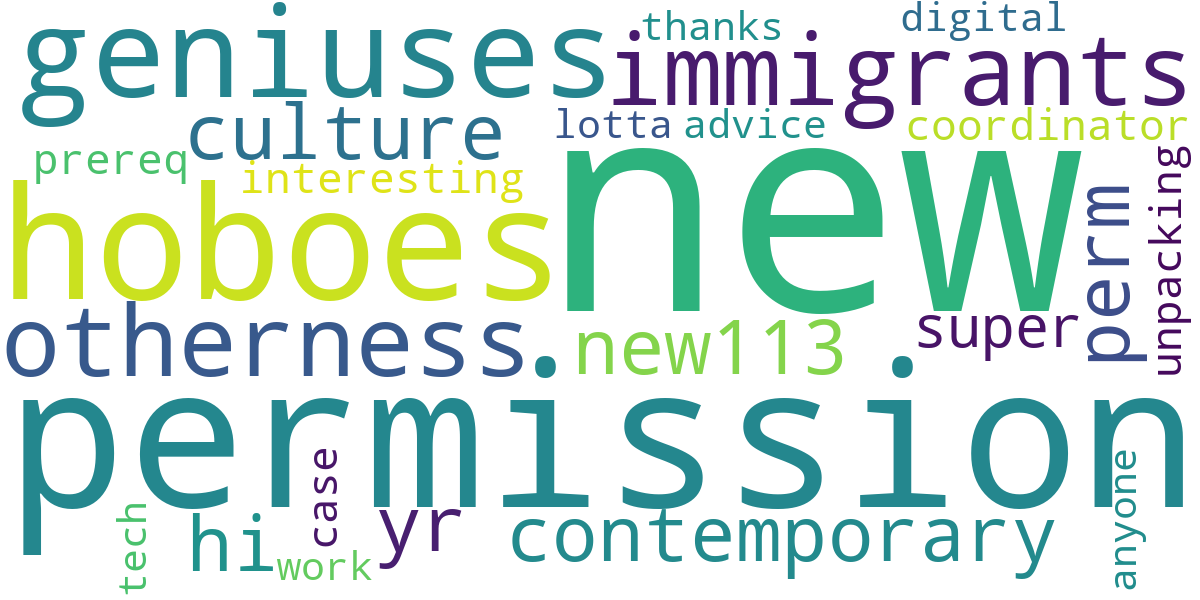 geniuses
thanks
digital
immigrants
culture
lotta
advice
coordinator
prereq
interesting
new
hoboes
perm
unpacking
otherness
new113
super
permission
case
tech
hi
work
yr
contemporary
anyone